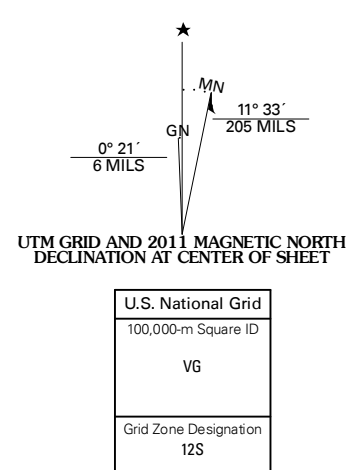 ★
MN
11° 33´
205 MILS
GN
0° 21´
6 MILS
UTM GRID AND 2011 MAGNETIC NORTH
DECLINATION AT CENTER OF SHEET
U.S. National Grid
100,000-m Square ID
VG
Grid Zone Designation
12S